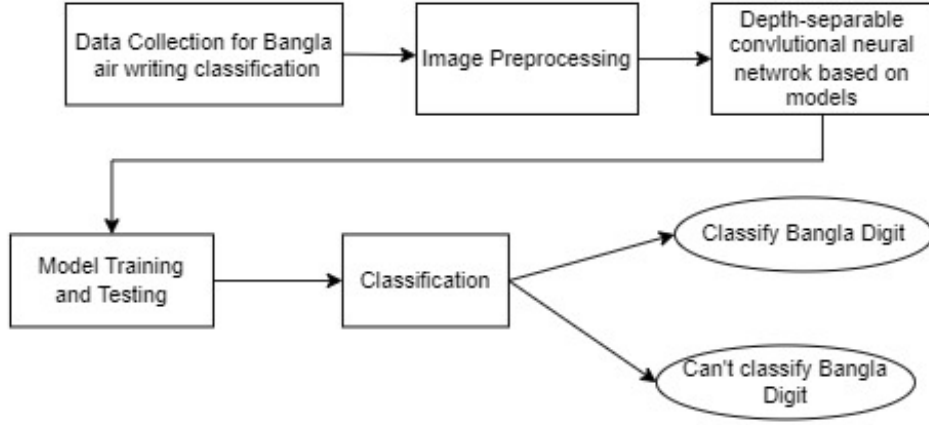 Data Collection for Bangla
air writing classification
Image Preprocessing
Depth-separable
convlutional neural
netwrok based on
models
Model Training
and Testing
Classification
Classify Bangla Digit
Can't classify Bangla
Digit